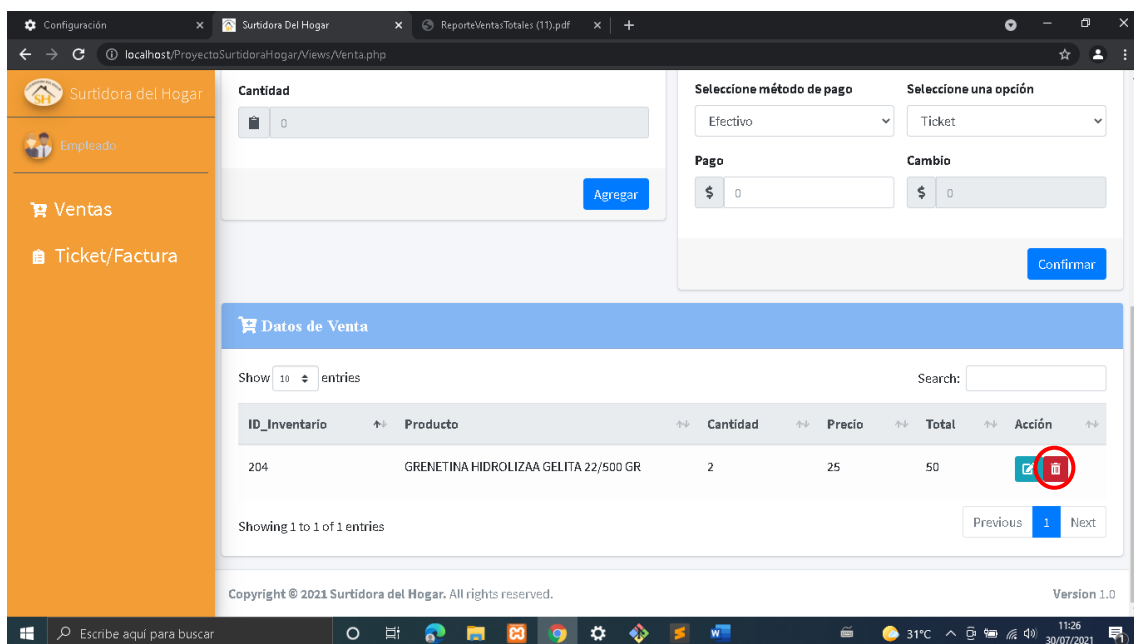 Configuración
Surtidora Del Hogar
ReporteVentasTotales (11).pdf
localhost/ProyectoSurtidoraHogar/Views/Venta.php
SH
Surtidora del Hogar
Empleado
Ventas
Ticket/Factura
Cantidad
0
Agregar
Seleccione método de pago
Seleccione una opción
Efectivo
Ticket
Pago
Cambio
$ 0
$ 0
Confirmar
Datos de Venta
Show 10 entries
Search:
ID_Inventario Producto Cantidad Precio Total Acción
204 GRENETINA HIDROLIZAA GELITA 22/500 GR 2 25 50
Showing 1 to 1 of 1 entries
Previous 1 Next
Copyright © 2021 Surtidora del Hogar. All rights reserved.
Version 1.0
Escribe aquí para buscar
31°C
11:26
30/07/2021